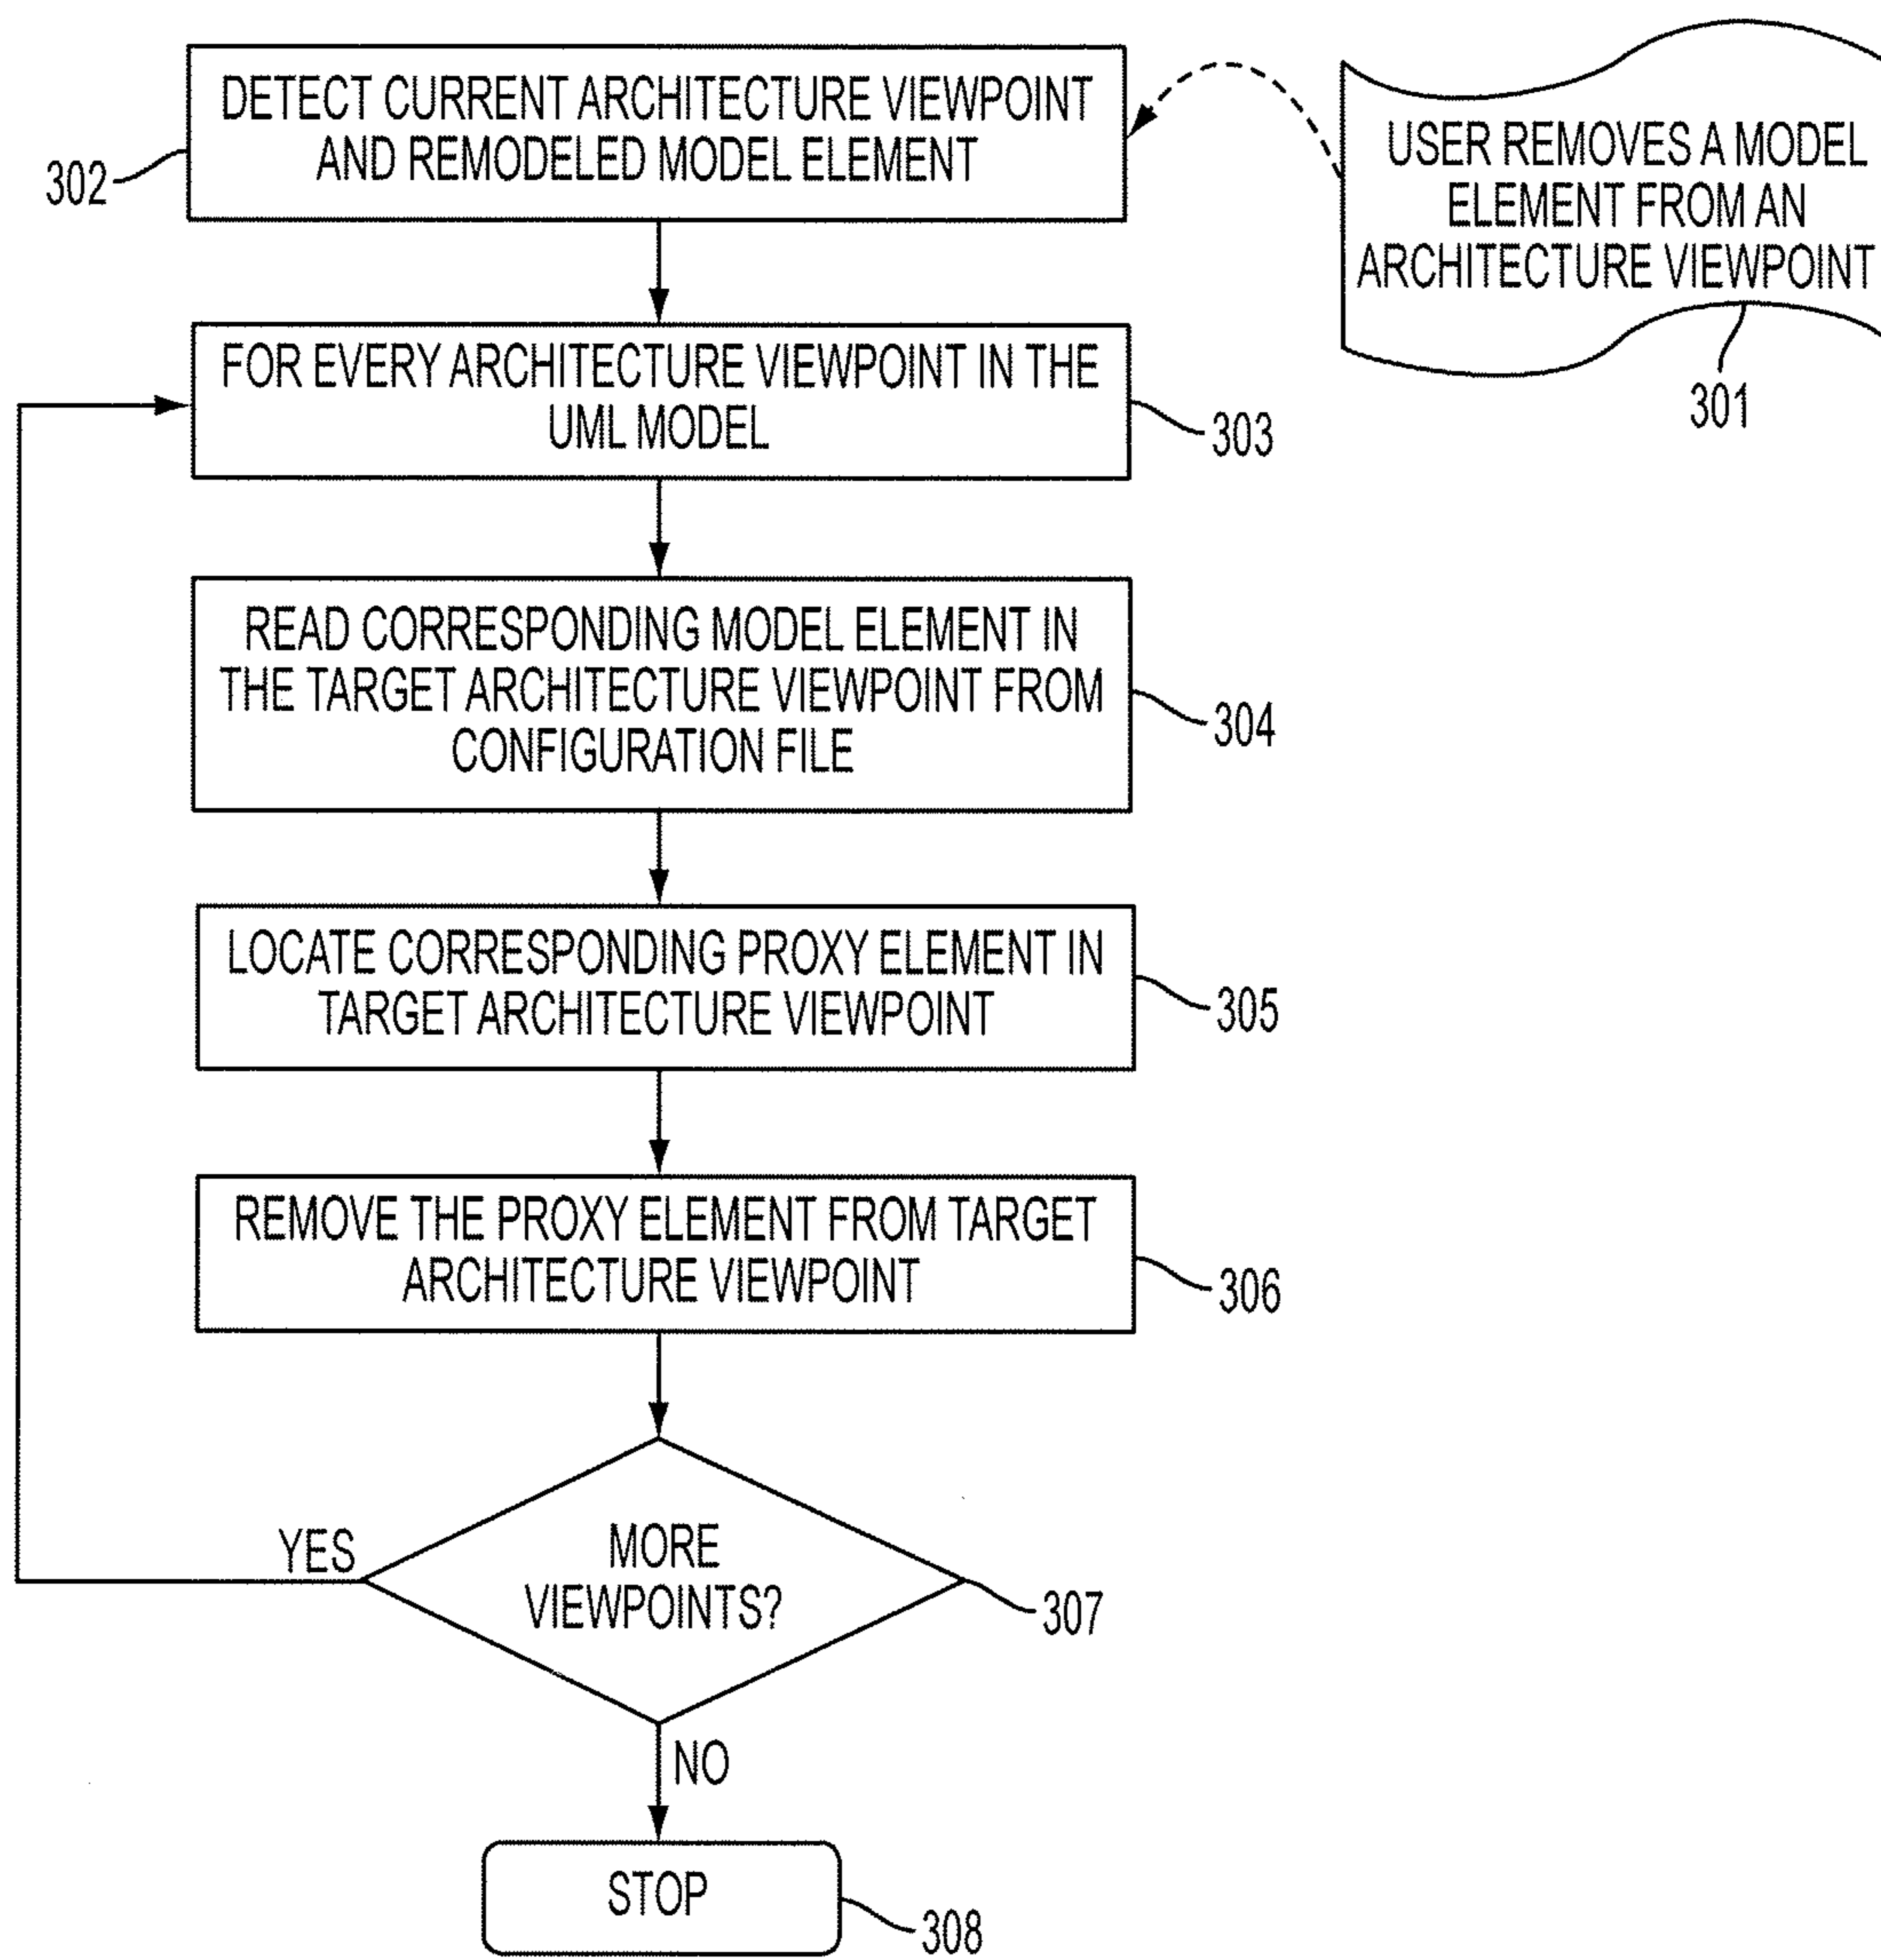 DETECT CURRENT ARCHITECTURE VIEWPOINT
AND REMODELED MODEL ELEMENT
302
USER REMOVES A MODEL
ELEMENT FROM AN
ARCHITECTURE VIEWPOINT
301
FOR EVERY ARCHITECTURE VIEWPOINT IN THE
UML MODEL
303
READ CORRESPONDING MODEL ELEMENT IN
THE TARGET ARCHITECTURE VIEWPOINT FROM
CONFIGURATION FILE
304
LOCATE CORRESPONDING PROXY ELEMENT IN
TARGET ARCHITECTURE VIEWPOINT
305
REMOVE THE PROXY ELEMENT FROM TARGET
ARCHITECTURE VIEWPOINT
306
YES
MORE
VIEWPOINTS?
307
NO
STOP
308